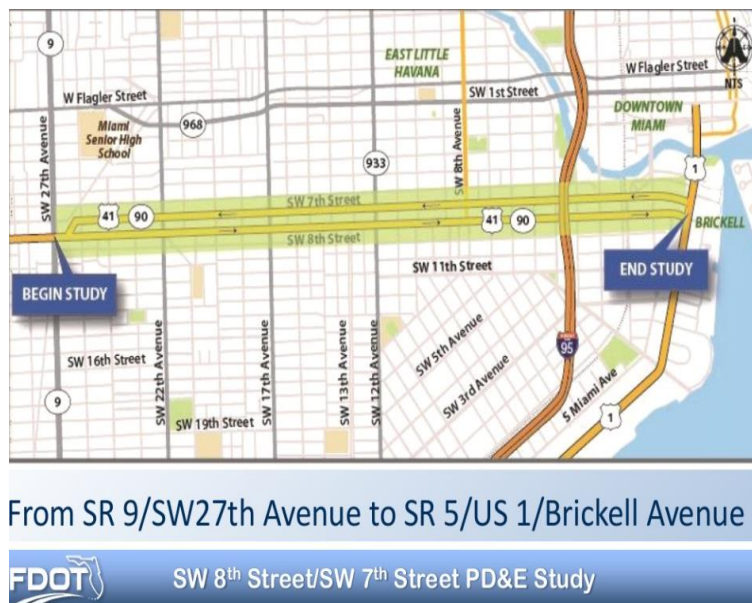 9
EAST LITTLE
HAVANA
W Flagler Street
NTS
W Flagler Street
SW 1st Street
DOWNTOWN
MIAMI
Miami
Senior High
School
968
SW 27th Avenue
933
SW 8th Avenue
1
SW 7th Street
41
90
41
90
BRICKELL
SW 8th Street
SW 11th Street
BEGIN STUDY
END STUDY
SW 16th Street
SW 22th Avenue
SW 17th Avenue
SW 13th Avenue
SW 12th Avenue
SW 5th Avenue
SW 3rd Avenue
95
S Miami Ave
9
SW 19th Street
1
From SR 9/SW27th Avenue to SR 5/US 1/Brickell Avenue
FDOT
SW 8th Street/SW 7th Street PD&E Study